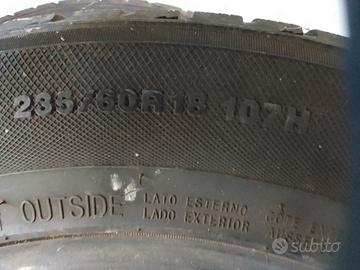 235/60R18 107H
OUTSIDE LATO ESTERNO
LADO EXTERIOR
subito